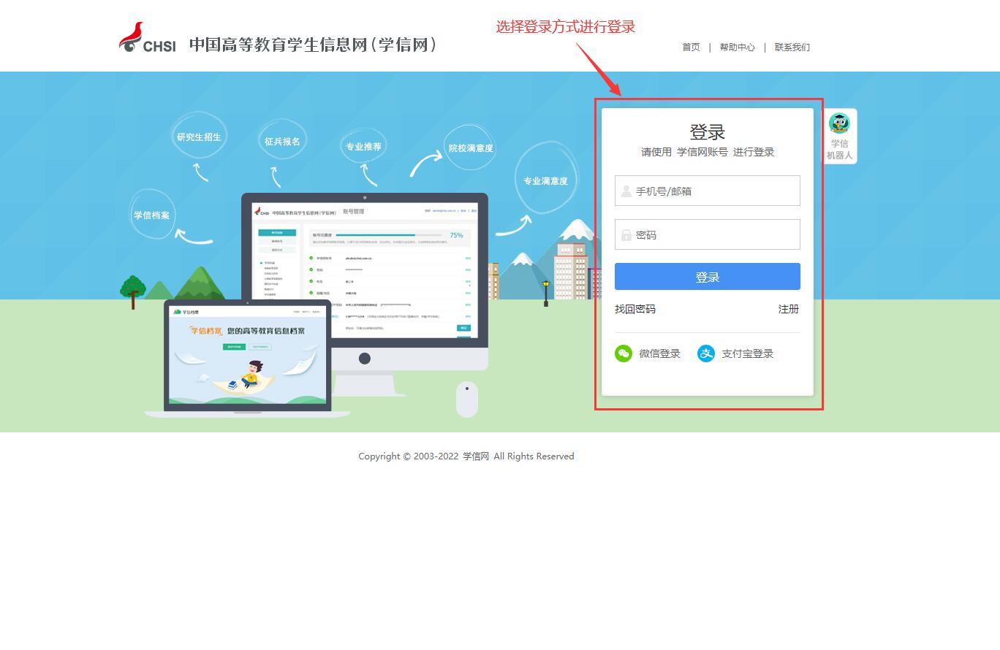 选择登录方式进行登录
CHSI 中国高等教育学生信息网(学信网)
首页 | 帮助中心 | 联系我们
研究生招生
征兵报名
专业推荐
院校满意度
专业满意度
学信档案
登录
请使用 学信网账号 进行登录
手机号/邮箱
密码
登录
找回密码 注册
微信登录 支付宝登录
学信
机器人
CHSI 中国高等教育学生信息网(学信网) 账号管理
75%
学信档案
学信档案 您的高等教育信息档案
Copyright © 2003-2022 学信网 All Rights Reserved